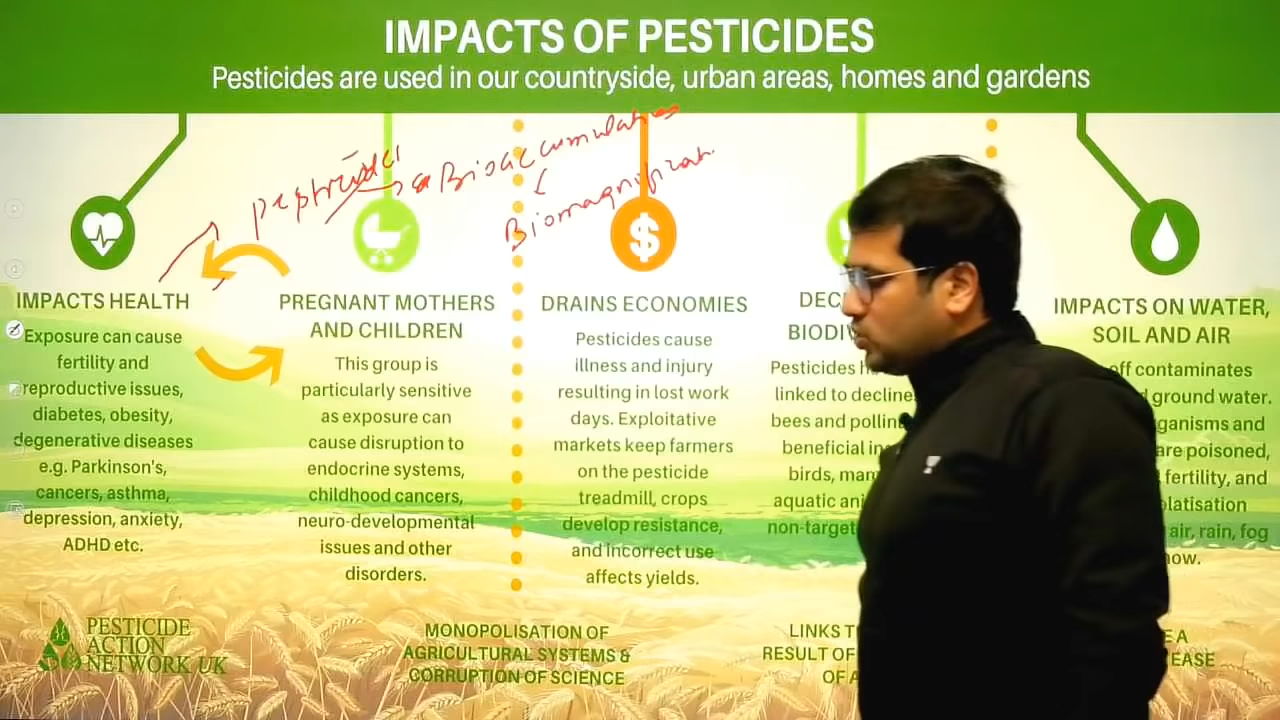 IMPACTS OF PESTICIDES
Pesticides are used in our countryside, urban areas, homes and gardens
Bioaccumulation
Biomagnificat.
IMPACTS HEALTH
Exposure can cause
fertility and
reproductive issues,
diabetes, obesity,
degenerative diseases
e.g. Parkinson's,
cancers, asthma,
depression, anxiety,
ADHD etc.
PREGNANT MOTHERS
AND CHILDREN
This group is
particularly sensitive
as exposure can
cause disruption to
endocrine systems,
childhood cancers,
neuro-developmental
issues and other
disorders.
$
DRAINS ECONOMIES
Pesticides cause
illness and injury
resulting in lost work
days. Exploitative
markets keep farmers
on the pesticide
treadmill, crops
develop resistance,
and incorrect use
affects yields.
DEC
BIODIV
Pesticides h
linked to decline
bees and pollin
beneficial in
birds, mam
aquatic ani
non-target
IMPACTS ON WATER,
SOIL AND AIR
off contaminates
ground water.
ganisms and
are poisoned,
fertility, and
platisation
air, rain, fog
now.
PESTICIDE
ACTION
NETWORK UK
MONOPOLISATION OF
AGRICULTURAL SYSTEMS &
CORRUPTION OF SCIENCE
LINKS T
RESULT OF
OF A
E A
EASE